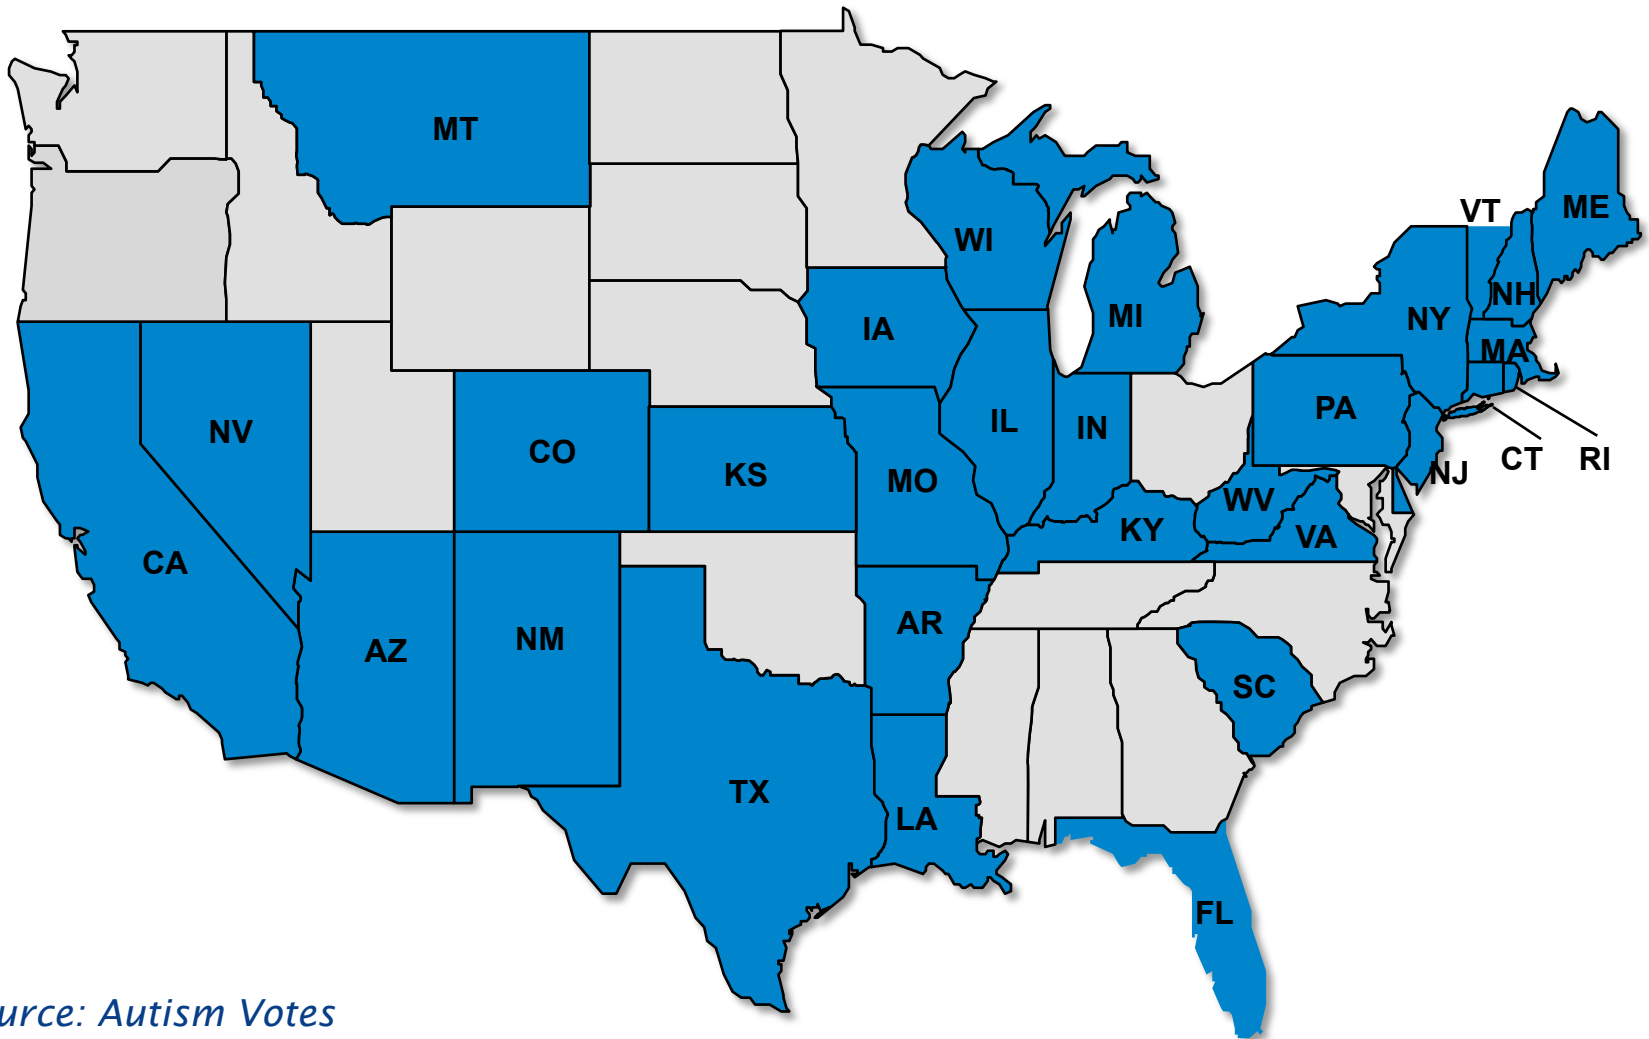 MT
VT
ME
WI
NH
MI
NY
IA
MA
PA
NV
IL
IN
CO
KS
MO
NJ
CT
RI
WV
KY
VA
CA
AR
AZ
NM
SC
TX
LA
FL
urce: Autism Votes